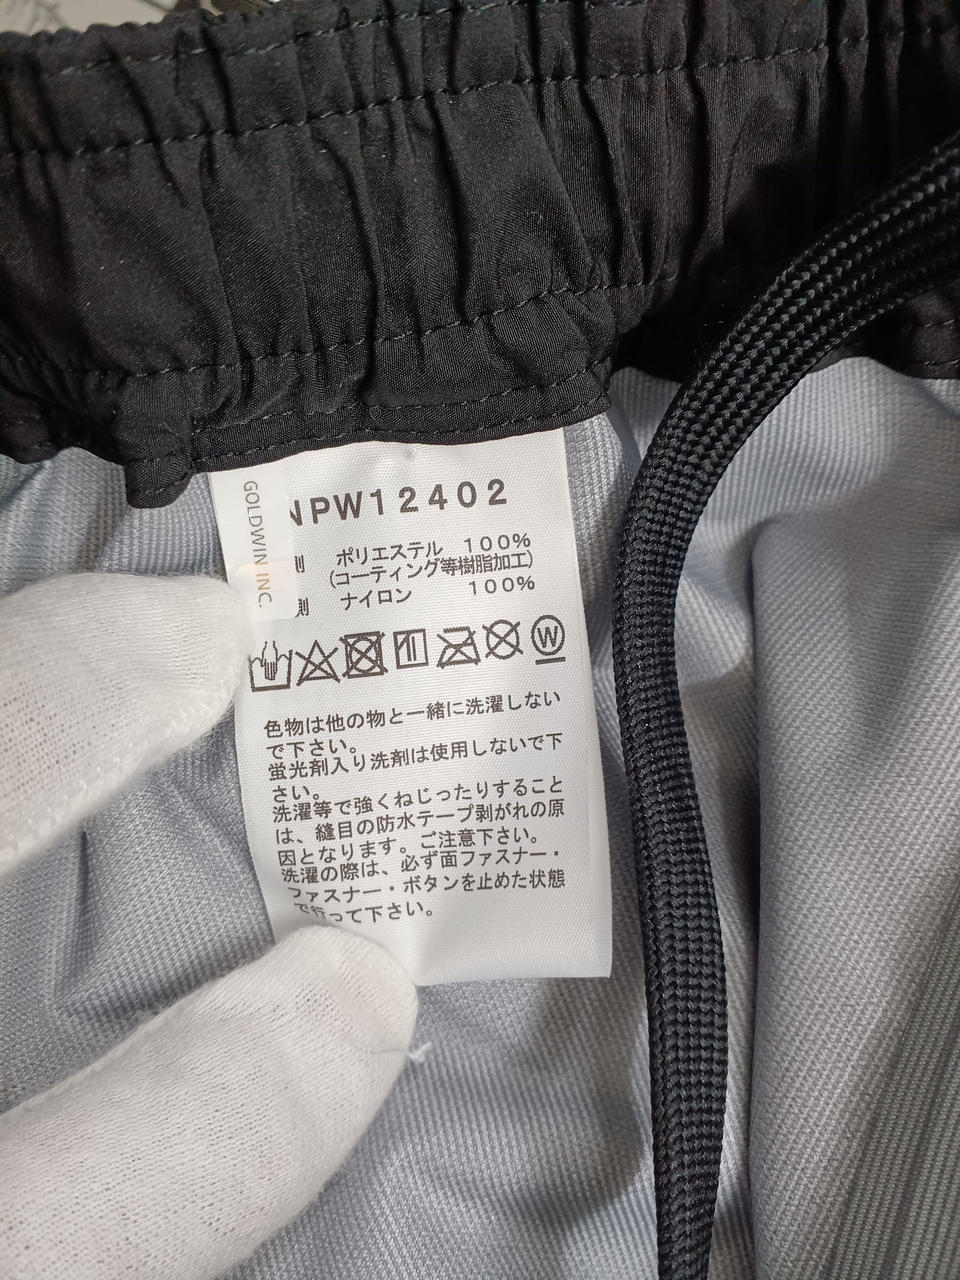 GOLDWIN INC.
NPW12402
側 ポリエステル 100%
(コーティング等樹脂加工)
側 ナイロン 100%
W
色物は他の物と一緒に洗濯しない
で下さい。
蛍光剤入り洗剤は使用しないで下
さい。
洗濯等で強くねじったりすること
は、縫目の防水テープ剥がれの原
因となります。ご注意下さい。
洗濯の際は、必ず面ファスナー・
ファスナー・ボタンを止めた状態
で行って下さい。